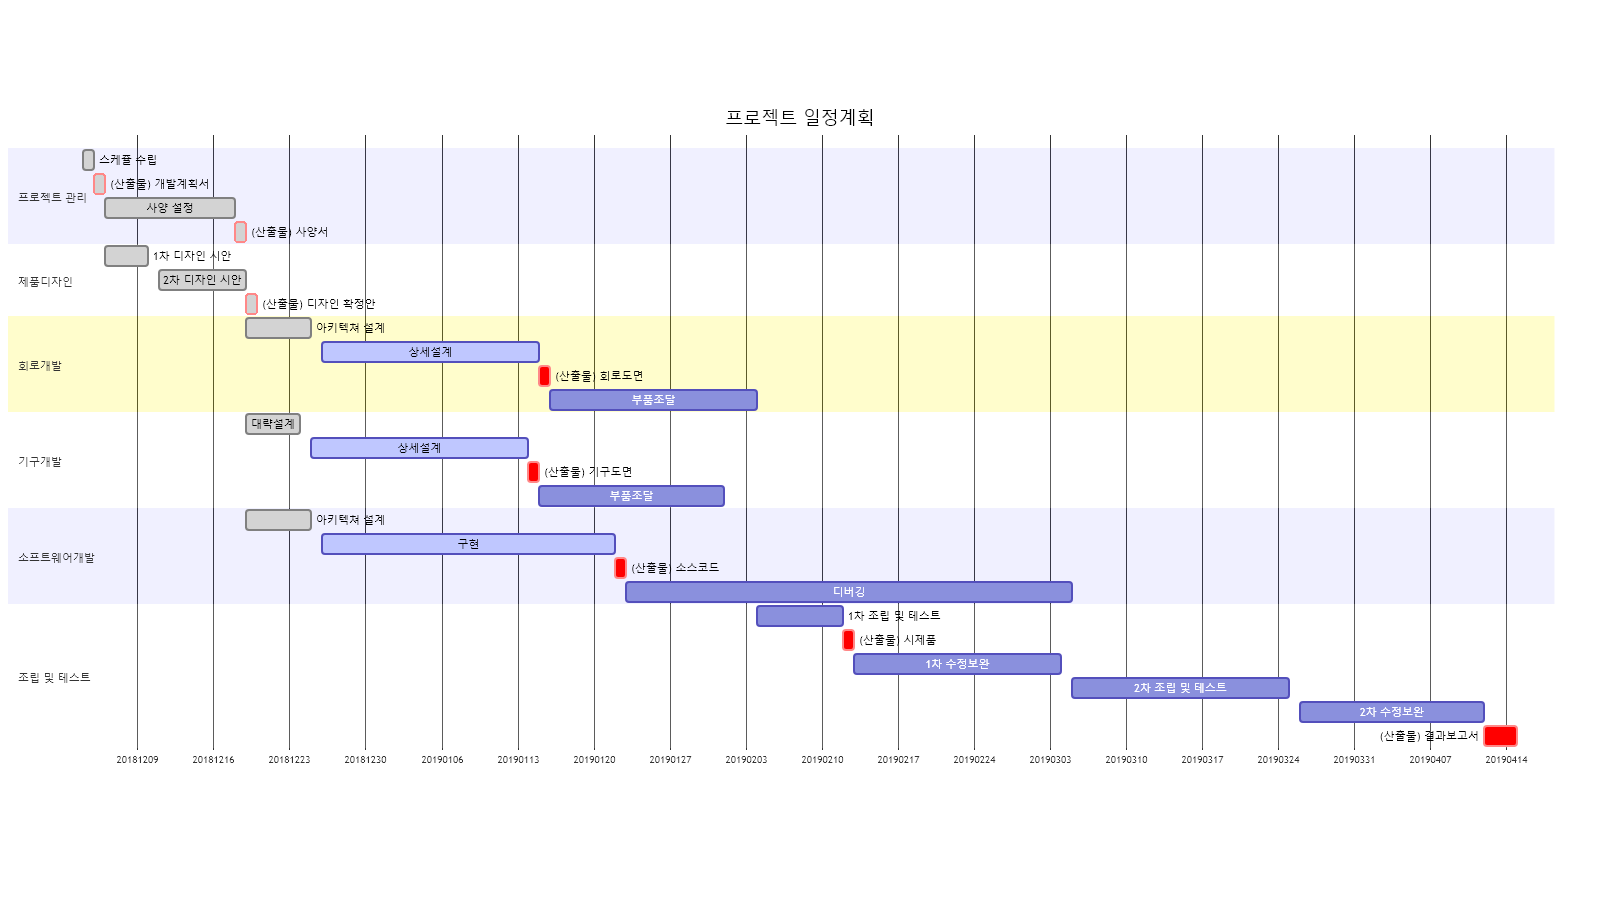 프로젝트 일정계획
프로젝트 관리
스케쥴 수립
(산출물) 개발계획서
사양 설정
(산출물) 사양서
제품디자인
1차 디자인 시안
2차 디자인 시안
(산출물) 디자인 확정안
회로개발
아키텍쳐 설계
상세설계
(산출물) 회로도면
부품조달
기구개발
대략설계
상세설계
(산출물) 기구도면
부품조달
소프트웨어개발
아키텍쳐 설계
구현
(산출물) 소스코드
디버깅
조립 및 테스트
1차 조립 및 테스트
(산출물) 시제품
1차 수정보완
2차 조립 및 테스트
2차 수정보완
(산출물) 결과보고서
20181209 20181216 20181223 20181230 20190106 20190113 20190120 20190127 20190203 20190210 20190217 20190224 20190303 20190310 20190317 20190324 20190331 20190407 20190414